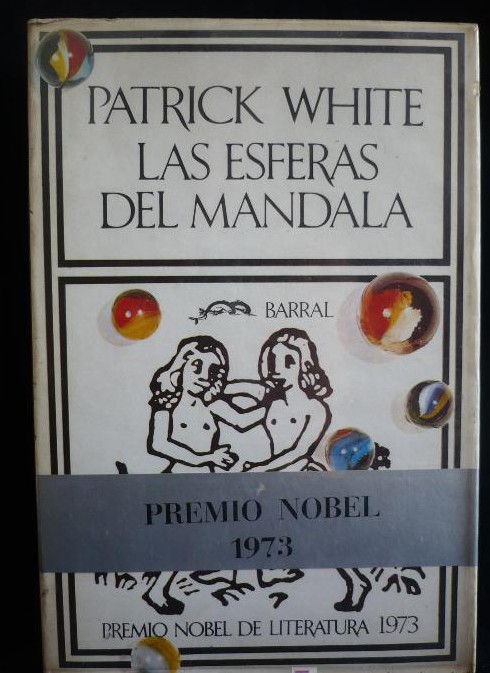 PATRICK WHITE
LAS ESFERAS
DEL MANDALA
BARRAL
PREMIO NOBEL
1973
PREMIO NOBEL DE LITERATURA 1973